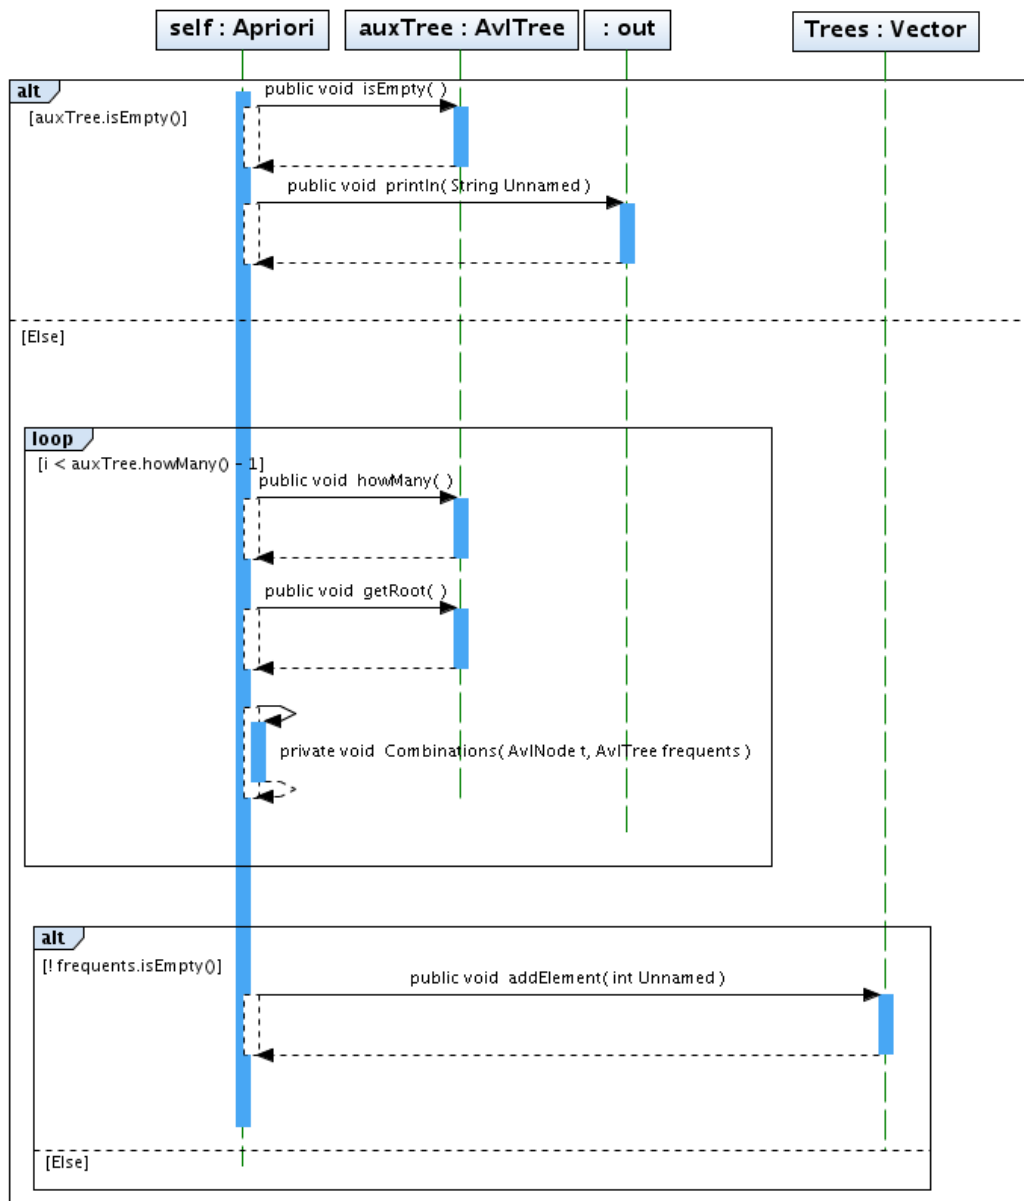 self : Apriori
auxTree : AvlTree
: out
Trees : Vector
alt
public void isEmpty( )
[auxTree.isEmpty()]
public void println( String Unnamed )
[Else]
loop
[i < auxTree.howMany() - 1]
public void howMany( )
public void getRoot( )
private void Combinations( AvlNode t, AvlTree frequents )
alt
[! frequents.isEmpty()]
public void addElement( int Unnamed )
[Else]